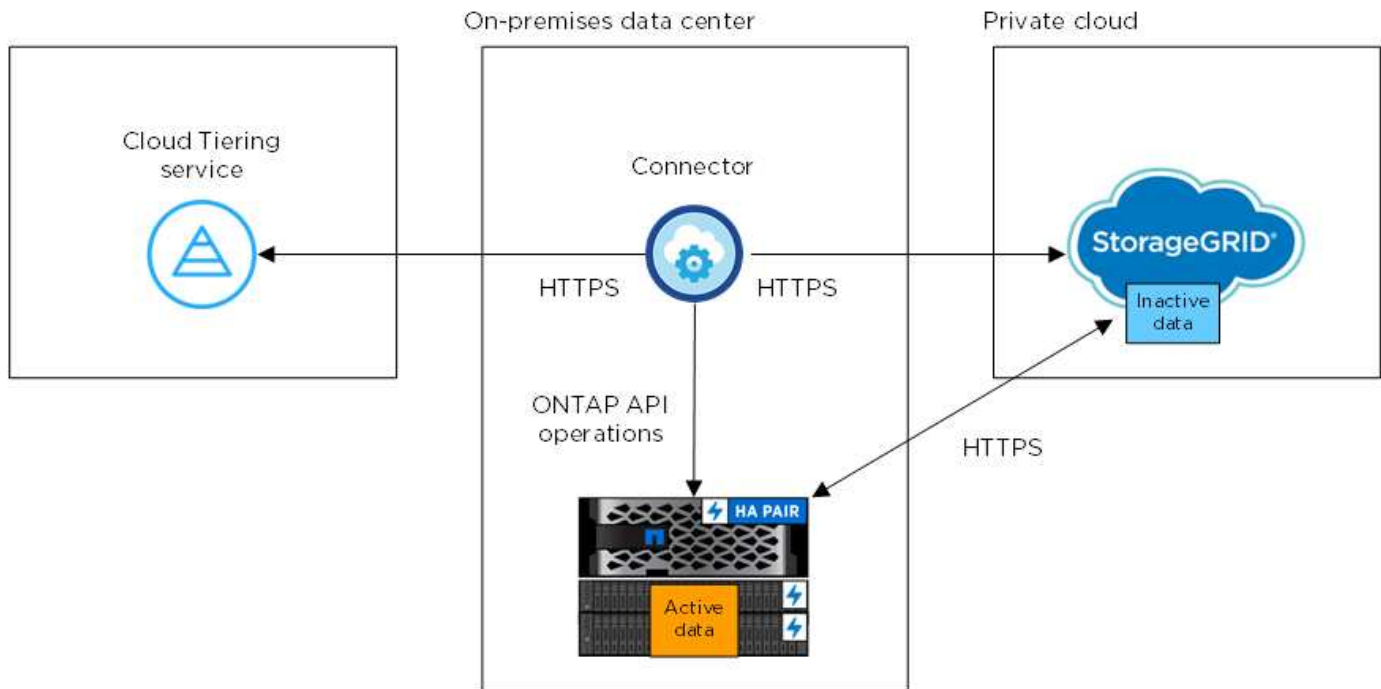 On-premises data center
Private cloud
Cloud Tiering
service
Connector
HTTPS
HTTPS
StorageGRID®
Inactive
data
ONTAP API
operations
HTTPS
HA PAIR
Active
data